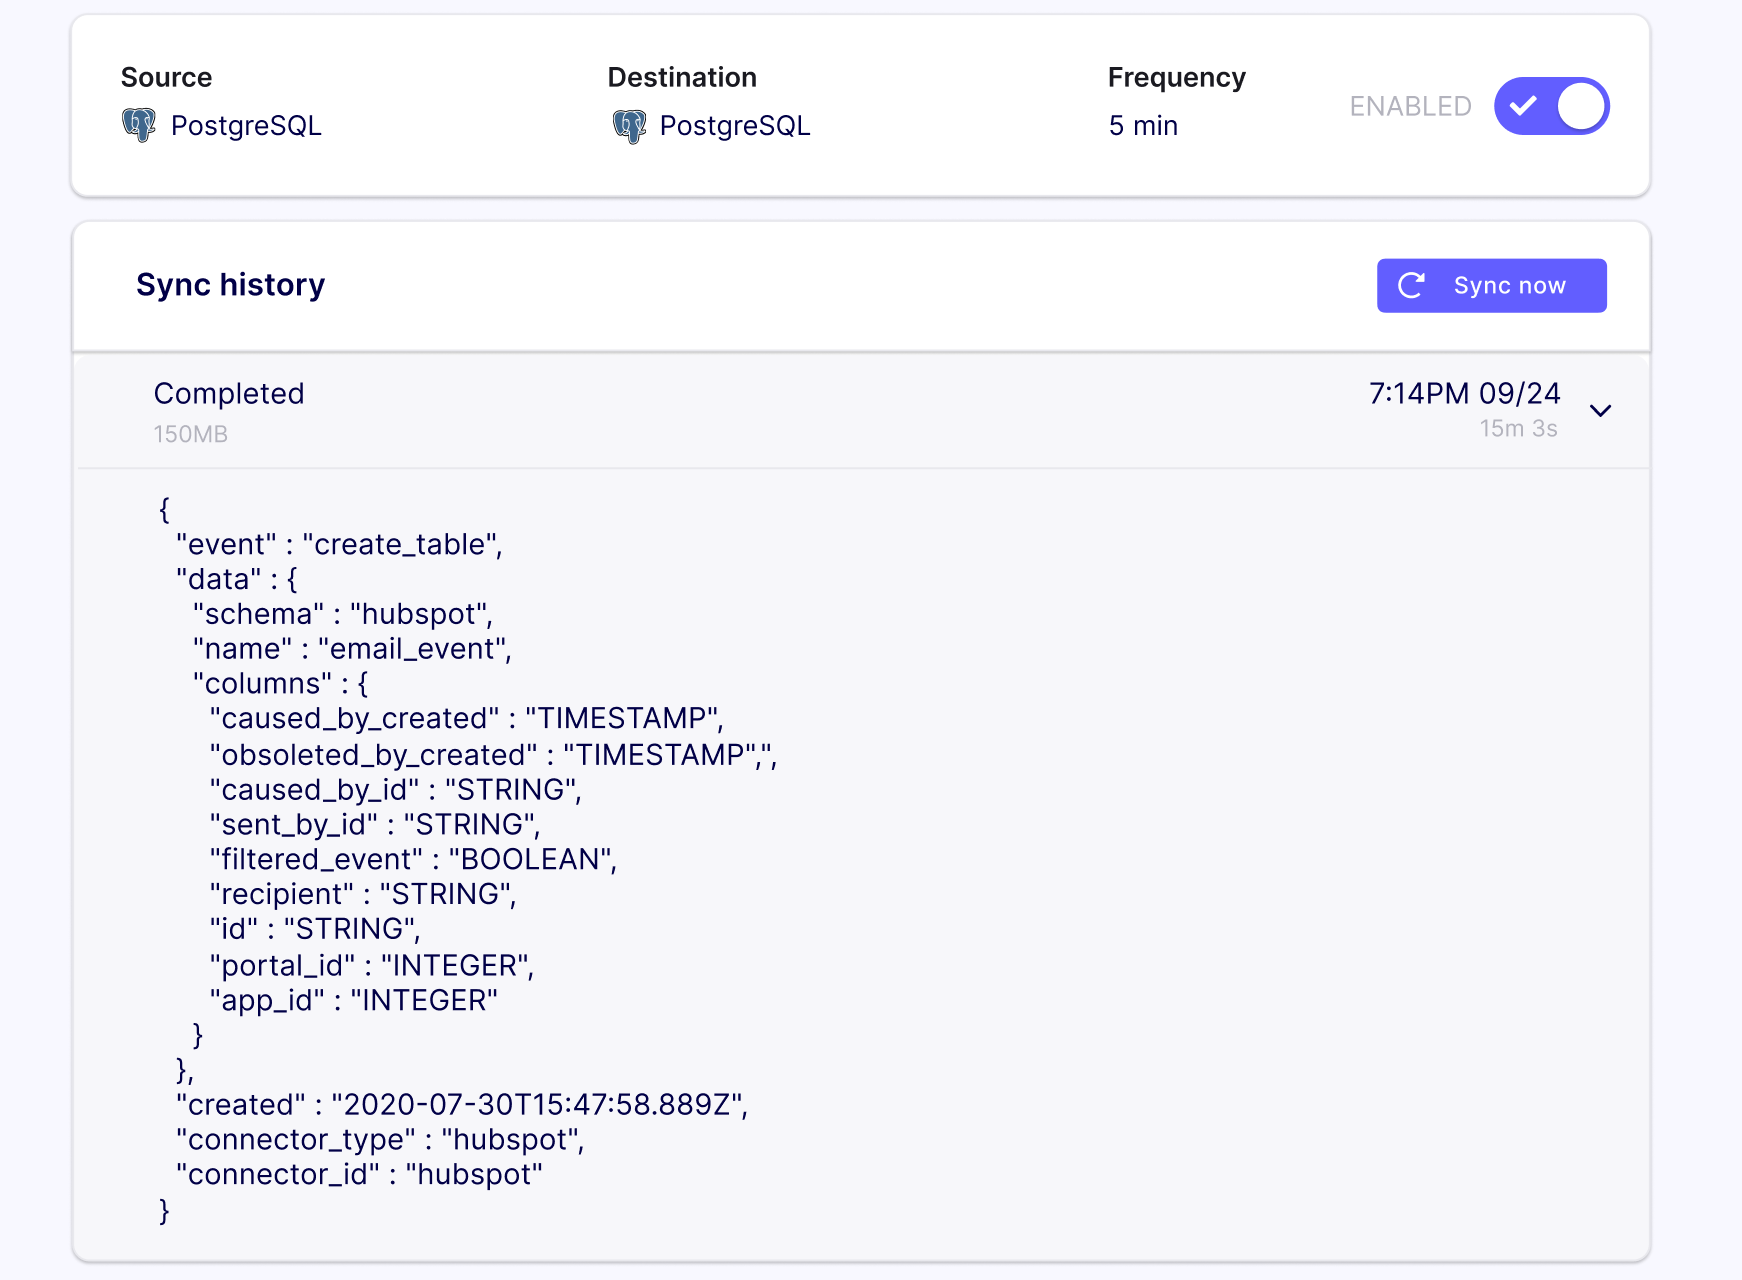 Source
PostgreSQL
Destination
PostgreSQL
Frequency
5 min
ENABLED
Sync history
Sync now
Completed
150MB
7:14PM 09/24
15m 3s
{
"event" : "create_table",
"data" : {
"schema" : "hubspot",
"name" : "email_event",
"columns" : {
"caused_by_created" : "TIMESTAMP",
"obsoleted_by_created" : "TIMESTAMP",",
"caused_by_id" : "STRING",
"sent_by_id" : "STRING",
"filtered_event" : "BOOLEAN",
"recipient" : "STRING",
"id" : "STRING",
"portal_id" : "INTEGER",
"app_id" : "INTEGER"
}
},
"created" : "2020-07-30T15:47:58.889Z",
"connector_type" : "hubspot",
"connector_id" : "hubspot"
}